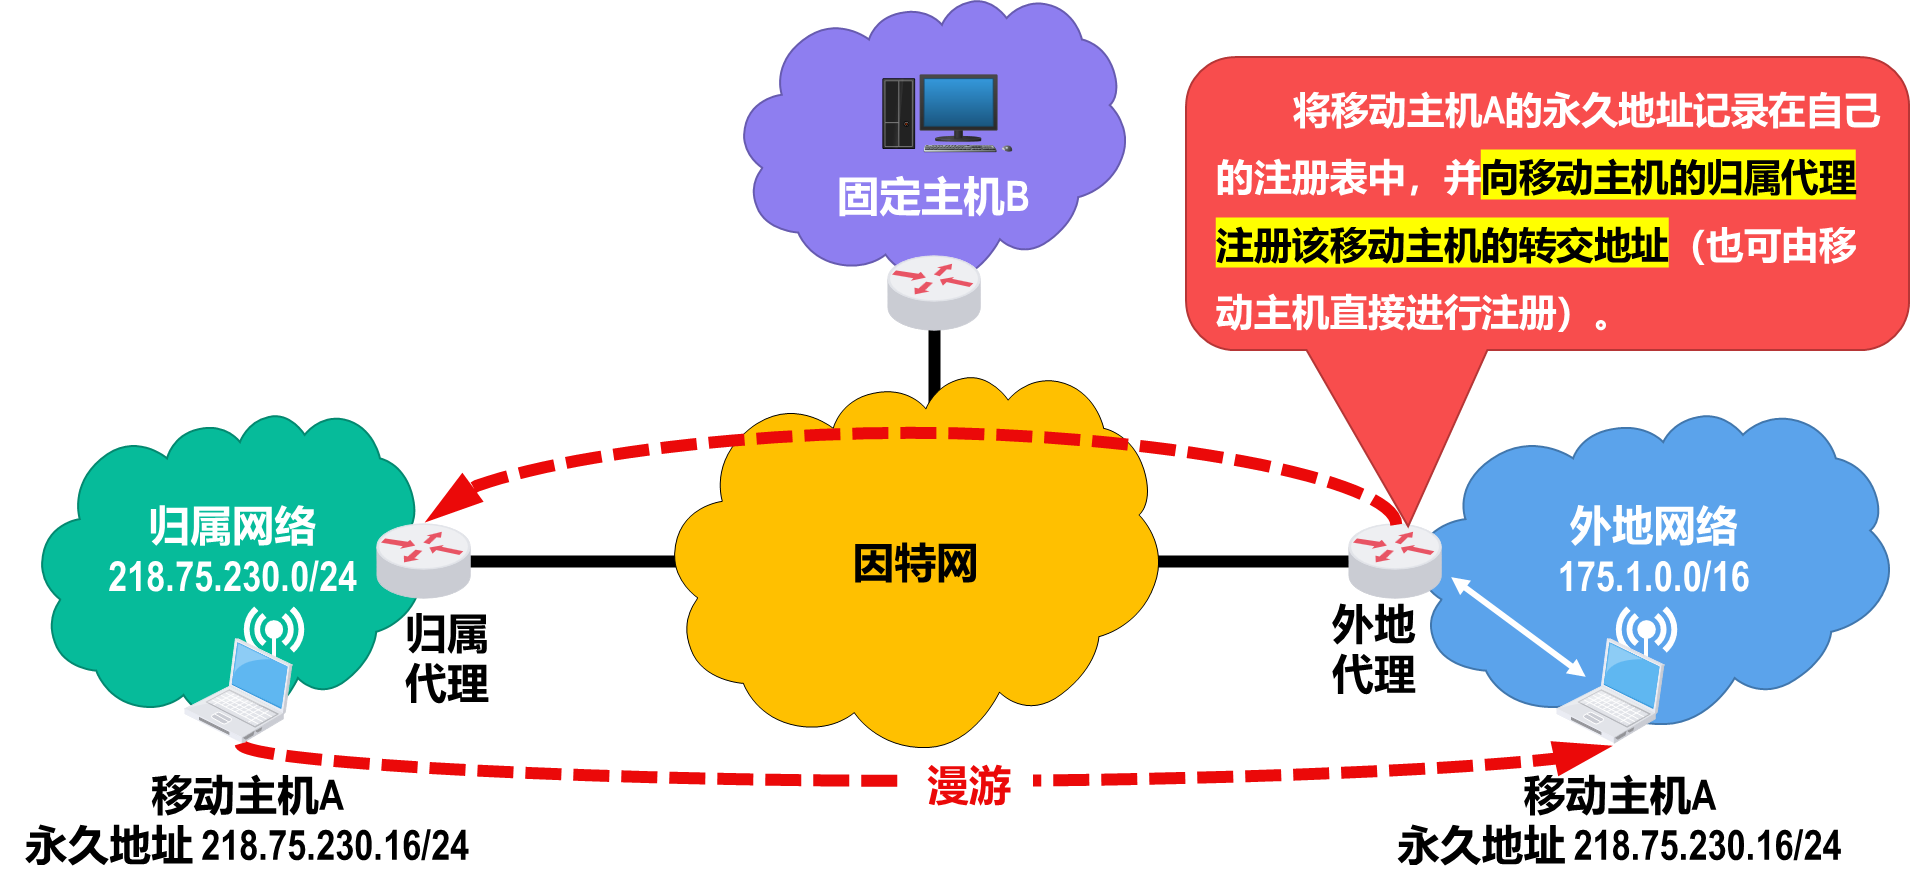 固定主机B
将移动主机A的永久地址记录在自己
的注册表中，并向移动主机的归属代理
注册该移动主机的转交地址（也可由移
动主机直接进行注册）。
归属网络
218.75.230.0/24
归属
代理
因特网
外地网络
175.1.0.0/16
外地
代理
漫游
移动主机A
永久地址 218.75.230.16/24
移动主机A
永久地址 218.75.230.16/24